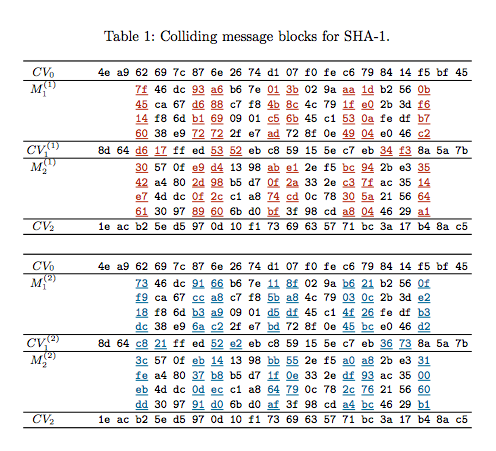 Table 1: Colliding message blocks for SHA-1.
CV₀ 4e a9 62 69 7c 87 6e 26 74 d1 07 f0 fe c6 79 84 14 f5 bf 45
M₁⁽¹⁾ 7f 46 dc 93 a6 b6 7e 01 3b 02 9a aa 1d b2 56 0b
45 ca 67 d6 88 c7 f8 4b 8c 4c 79 1f e0 2b 3d f6
14 f8 6d b1 69 09 01 c5 6b 45 c1 53 0a fe df b7
60 38 e9 72 72 2f e7 ad 72 8f 0e 49 04 e0 46 c2
CV₁⁽¹⁾ 8d 64 d6 17 ff ed 53 52 eb c8 59 15 5e c7 eb 34 f3 8a 5a 7b
M₂⁽¹⁾ 30 57 0f e9 d4 13 98 ab e1 2e f5 bc 94 2b e3 35
42 a4 80 2d 98 b5 d7 0f 2a 33 2e c3 7f ac 35 14
e7 4d dc 0f 2c c1 a8 74 cd 0c 78 30 5a 21 56 64
61 30 97 89 60 6b d0 bf 3f 98 cd a8 04 46 29 a1
CV₂ 1e ac b2 5e d5 97 0d 10 f1 73 69 63 57 71 bc 3a 17 b4 8a c5
CV₀ 4e a9 62 69 7c 87 6e 26 74 d1 07 f0 fe c6 79 84 14 f5 bf 45
M₁⁽²⁾ 73 46 dc 91 66 b6 7e 11 8f 02 9a b6 21 b2 56 0f
f9 ca 67 cc a8 c7 f8 5b a8 4c 79 03 0c 2b 3d e2
18 f8 6d b3 a9 09 01 d5 df 45 c1 4f 26 fe df b3
dc 38 e9 6a c2 2f e7 bd 72 8f 0e 45 bc e0 46 d2
CV₁⁽²⁾ 8d 64 c8 21 ff ed 52 e2 eb c8 59 15 5e c7 eb 36 73 8a 5a 7b
M₂⁽²⁾ 3c 57 0f eb 14 13 98 bb 55 2e f5 a0 a8 2b e3 31
fe a4 80 37 b8 b5 d7 1f 0e 33 2e df 93 ac 35 00
eb 4d dc 0d ec c1 a8 64 79 0c 78 2c 76 21 56 60
dd 30 97 91 d0 6b d0 af 3f 98 cd a4 bc 46 29 b1
CV₂ 1e ac b2 5e d5 97 0d 10 f1 73 69 63 57 71 bc 3a 17 b4 8a c5